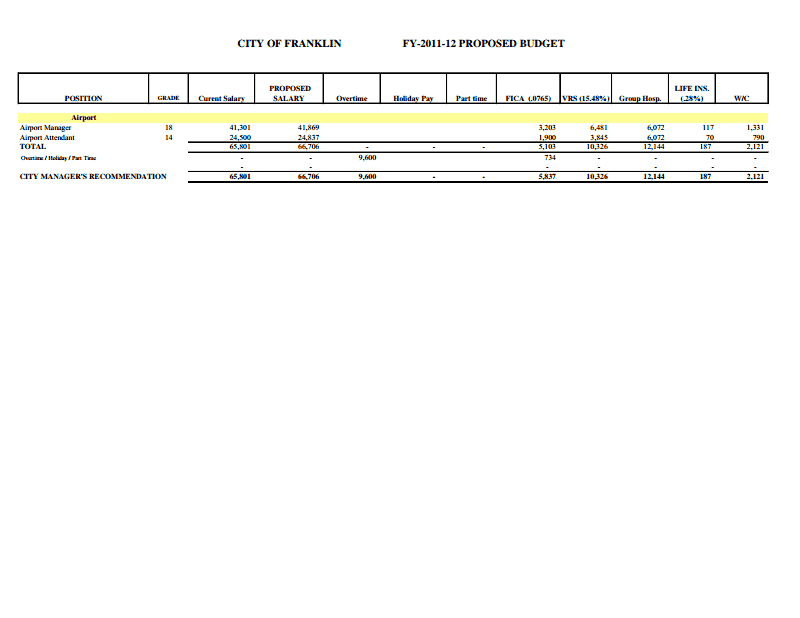 CITY OF FRANKLIN FY-2011-12 PROPOSED BUDGET
POSITION GRADE Curent Salary PROPOSED SALARY Overtime Holiday Pay Part time FICA (.0765) VRS (15.48%) Group Hosp. LIFE INS. (.28%) W/C
Airport
Airport Manager 18 41,301 41,869 3,203 6,481 6,072 117 1,331
Airport Attendant 14 24,500 24,837 1,900 3,845 6,072 70 790
TOTAL 65,801 66,706 - - - 5,103 10,326 12,144 187 2,121
Overtime / Holiday / Part Time - - 9,600 734 - - - -
- - - - - - -
CITY MANAGER'S RECOMMENDATION 65,801 66,706 9,600 - - 5,837 10,326 12,144 187 2,121